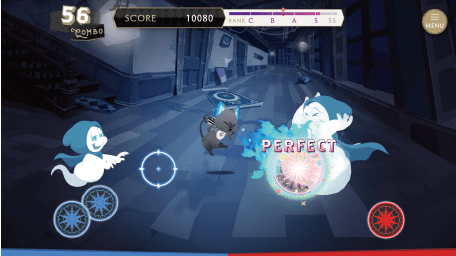 56
COMBO
SCORE 10080
RANK C B A S SS
MENU
PERFECT